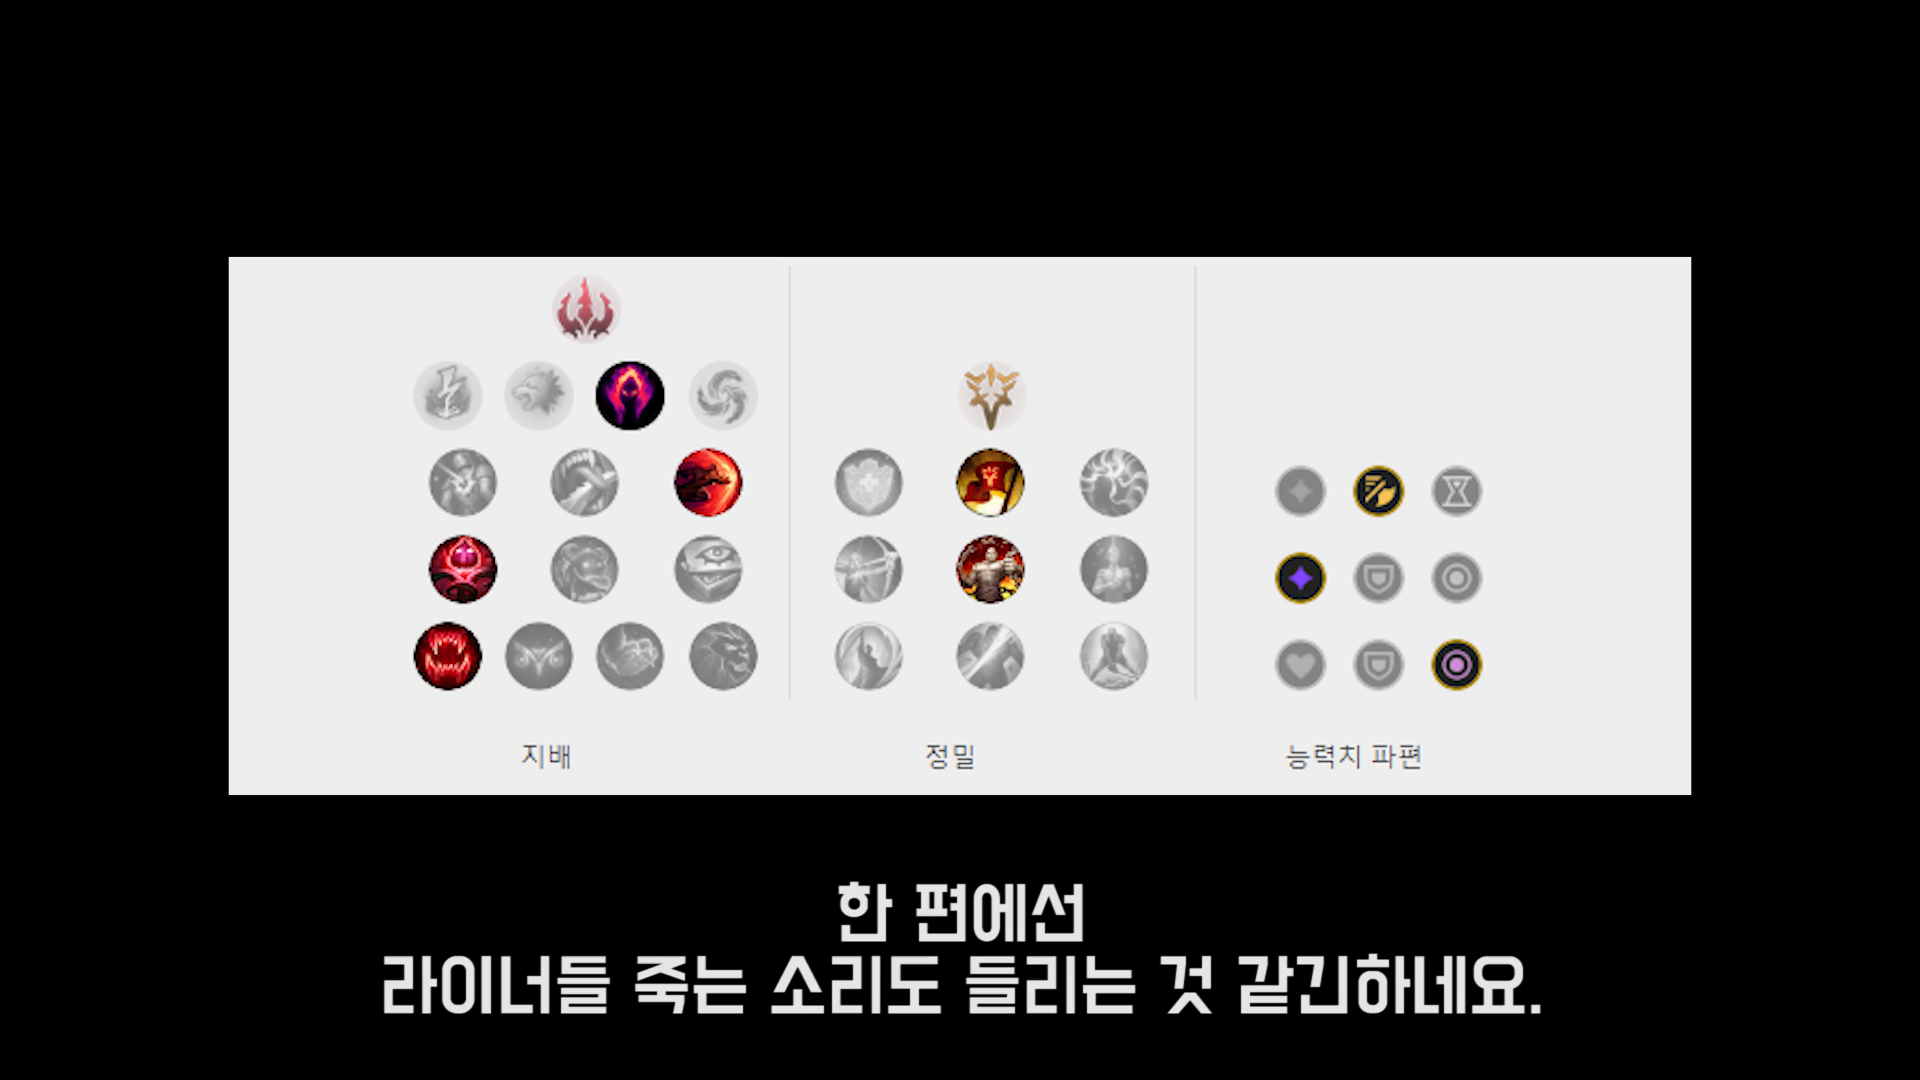 지배
정밀
능력치 파편
한 편에선
라이너들 죽는 소리도 들리는 것 같긴하네요.